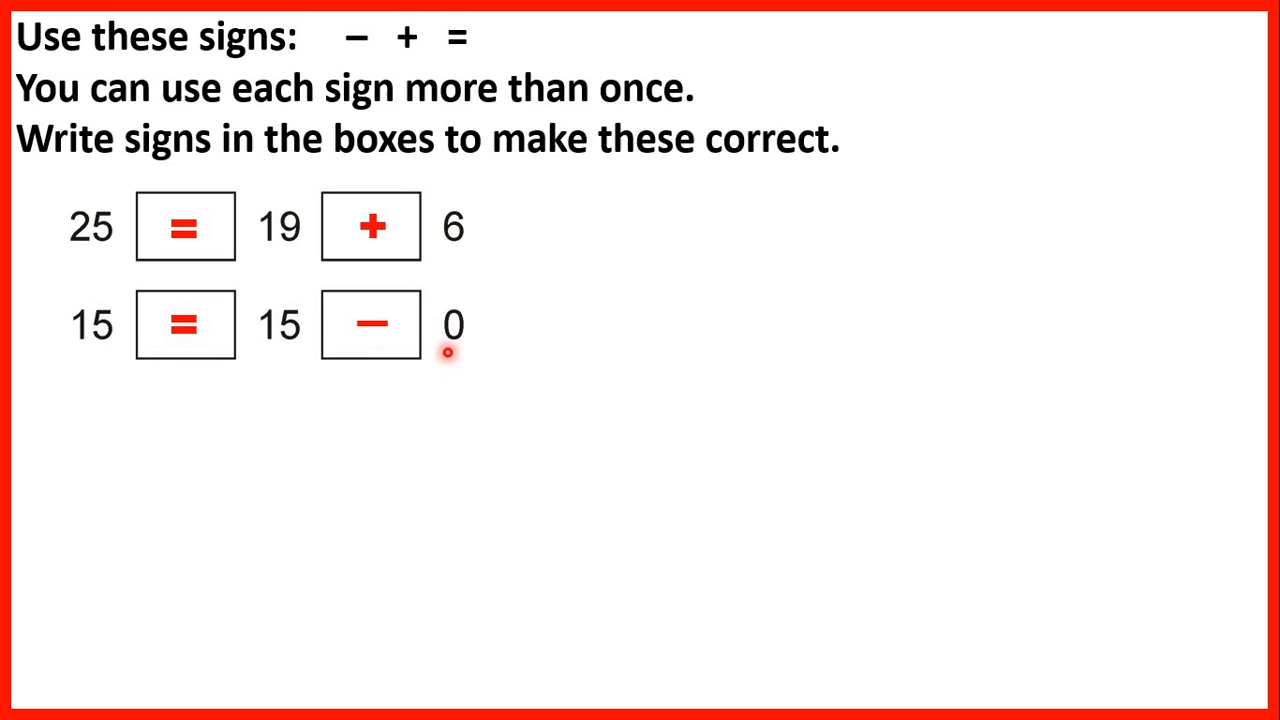 Use these signs: – + =
You can use each sign more than once.
Write signs in the boxes to make these correct.
25 = 19 + 6
15 = 15 – 0